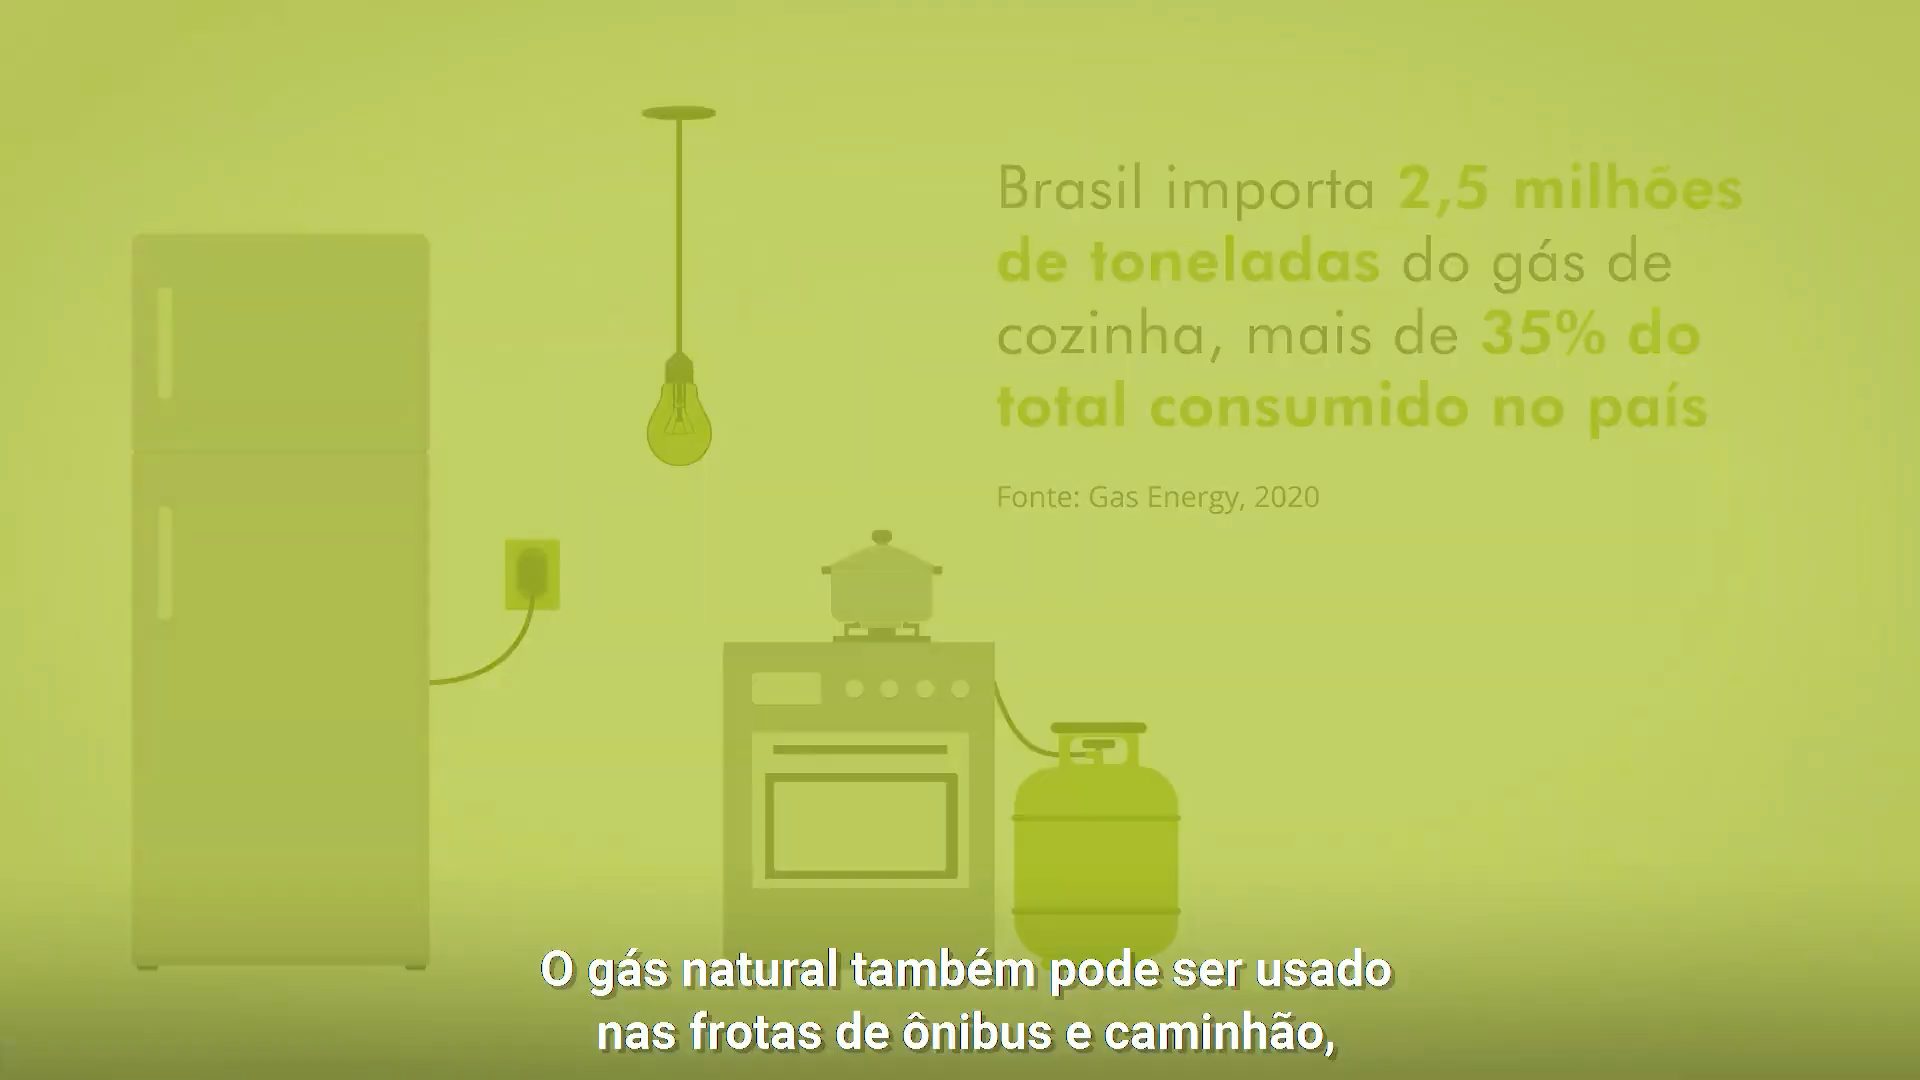 Brasil importa 2,5 milhões
de toneladas do gás de
cozinha, mais de 35% do
total consumido no país
Fonte: Gas Energy, 2020
O gás natural também pode ser usado
nas frotas de ônibus e caminhão,